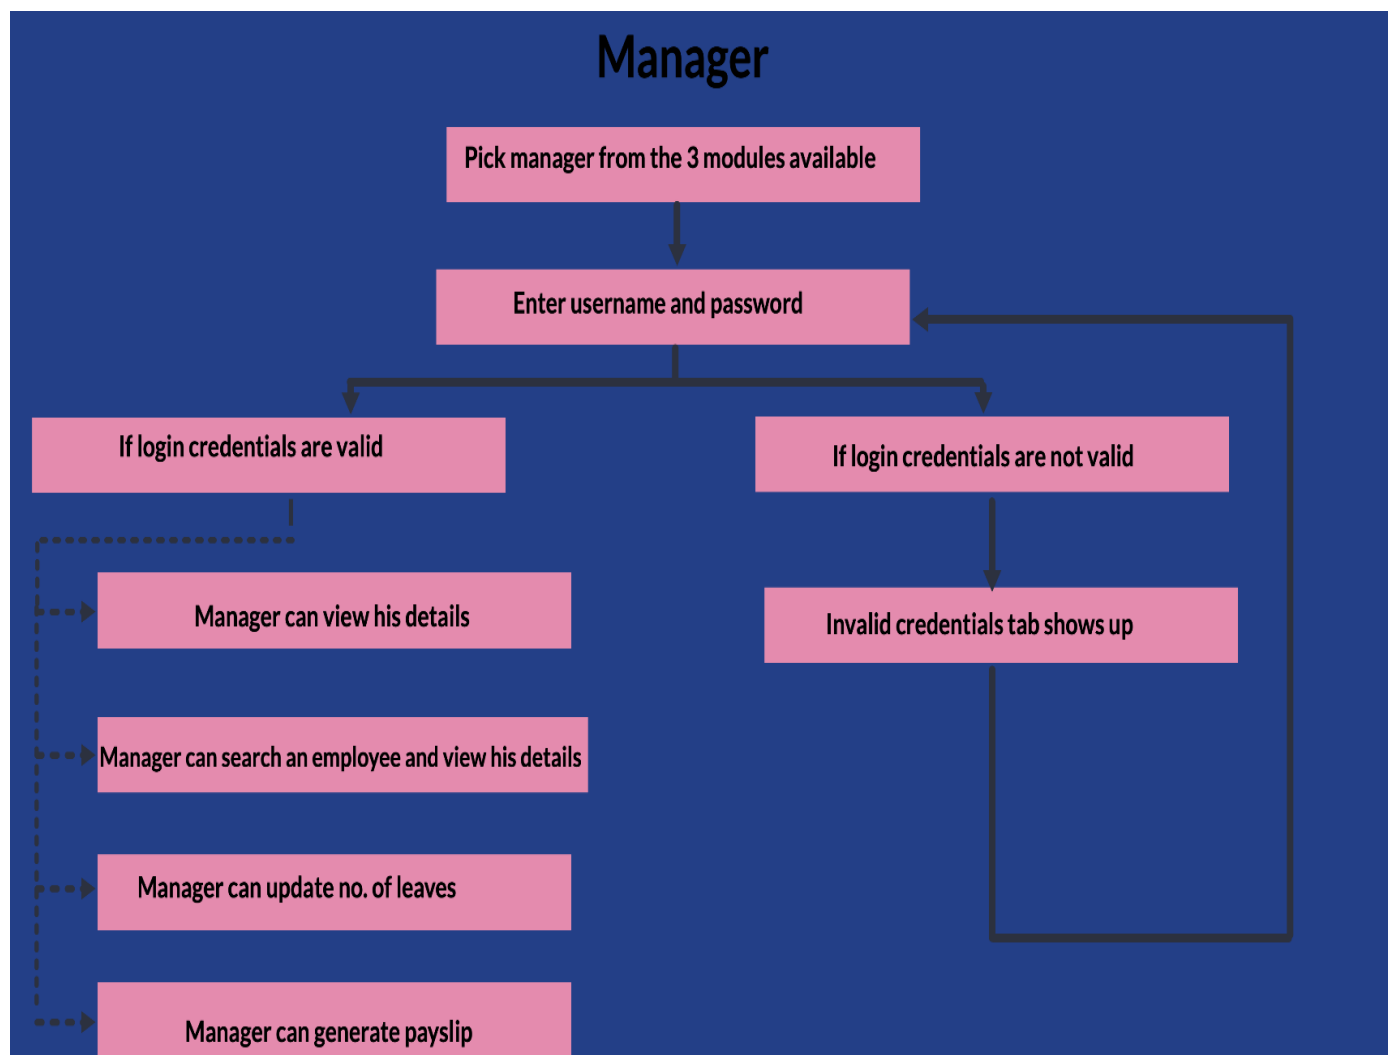 Manager
Pick manager from the 3 modules available
Enter username and password
If login credentials are valid
If login credentials are not valid
Manager can view his details
Invalid credentials tab shows up
Manager can search an employee and view his details
Manager can update no. of leaves
Manager can generate payslip